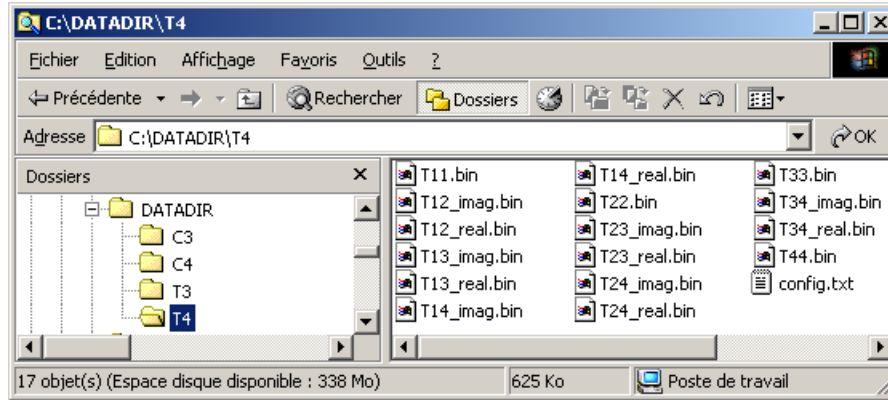 C:\DATADIR\T4
Fichier Edition Affichage Favoris Outils ?
Précédente Rechercher Dossiers
Adresse C:\DATADIR\T4 OK
Dossiers
DATADIR
C3
C4
T3
T4
T11.bin T14_real.bin T33.bin
T12_imag.bin T22.bin T34_imag.bin
T12_real.bin T23_imag.bin T34_real.bin
T13_imag.bin T23_real.bin T44.bin
T13_real.bin T24_imag.bin config.txt
T14_imag.bin T24_real.bin
17 objet(s) (Espace disque disponible : 338 Mo) 625 Ko Poste de travail